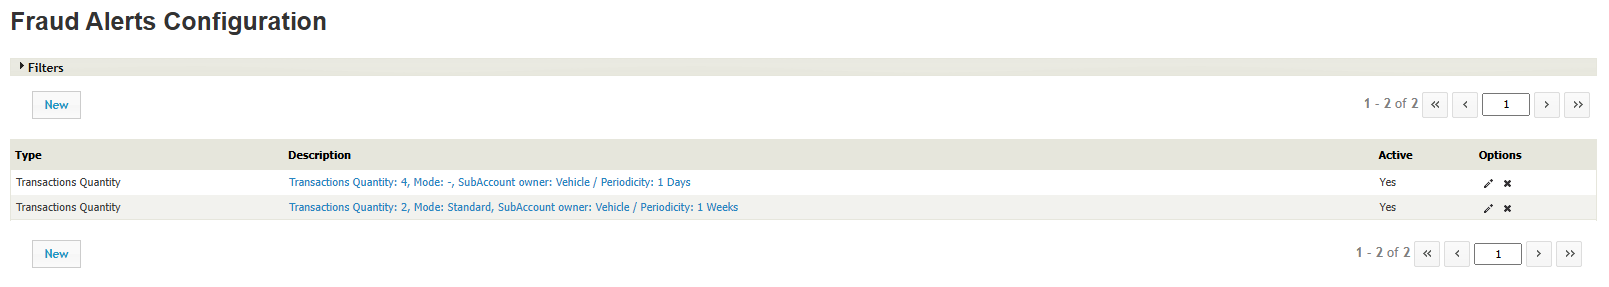 Fraud Alerts Configuration
Filters
New
1 - 2 of 2 « ‹ 1 › »
Type Description Active Options
Transactions Quantity Transactions Quantity: 4, Mode: -, SubAccount owner: Vehicle / Periodicity: 1 Days Yes
Transactions Quantity Transactions Quantity: 2, Mode: Standard, SubAccount owner: Vehicle / Periodicity: 1 Weeks Yes
New
1 - 2 of 2 « ‹ 1 › »